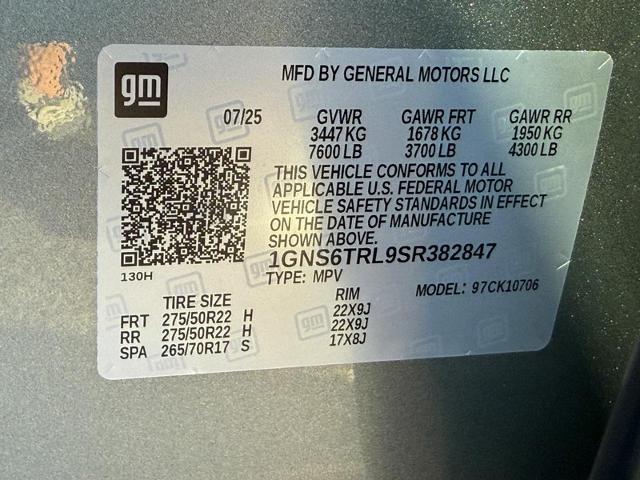 gm
MFD BY GENERAL MOTORS LLC
07/25 GVWR GAWR FRT GAWR RR
3447 KG 1678 KG 1950 KG
7600 LB 3700 LB 4300 LB
THIS VEHICLE CONFORMS TO ALL
APPLICABLE U.S. FEDERAL MOTOR
VEHICLE SAFETY STANDARDS IN EFFECT
ON THE DATE OF MANUFACTURE
SHOWN ABOVE.
1GNS6TRL9SR382847
130H
TYPE: MPV
MODEL: 97CK10706
TIRE SIZE RIM
FRT 275/50R22 H 22X9J
RR 275/50R22 H 22X9J
SPA 265/70R17 S 17X8J